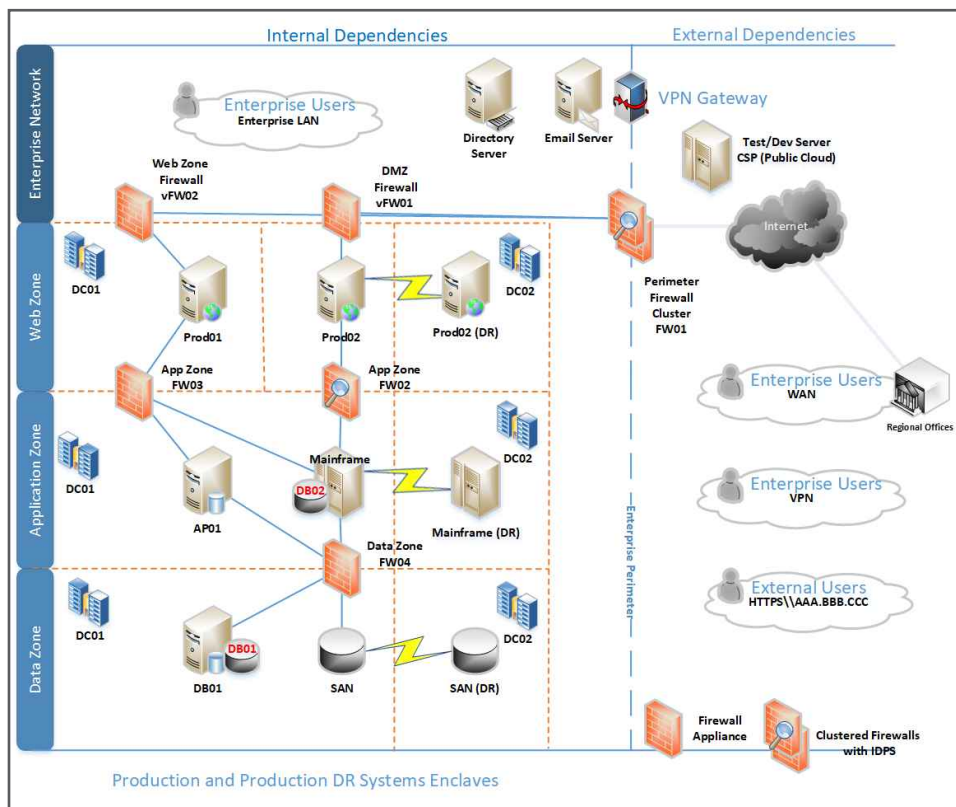 Internal Dependencies
External Dependencies
Enterprise Network
Enterprise Users
Enterprise LAN
Directory
Server
Email Server
VPN Gateway
Test/Dev Server
CSP (Public Cloud)
Web Zone
Firewall
vFW02
DMZ
Firewall
vFW01
Internet
Web Zone
DC01
Prod01
Prod02
Prod02 (DR)
DC02
Perimeter
Firewall
Cluster
FW01
App Zone
FW03
App Zone
FW02
Enterprise Users
WAN
Regional Offices
Application Zone
DC01
AP01
Mainframe
DB02
DC02
Mainframe (DR)
Enterprise Users
VPN
Data Zone
FW04
Enterprise Perimeter
External Users
HTTPS\\AAA.BBB.CCC
Data Zone
DC01
DB01
DB01
SAN
SAN (DR)
DC02
Firewall
Appliance
Clustered Firewalls
with IDPS
Production and Production DR Systems Enclaves